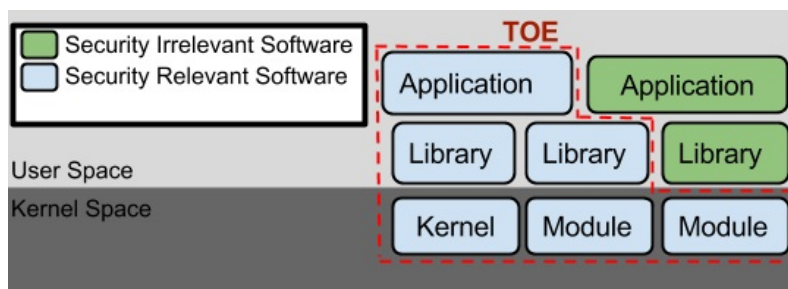 TOE
Security Irrelevant Software
Security Relevant Software
Application
Application
Library
Library
Library
User Space
Kernel Space
Kernel
Module
Module